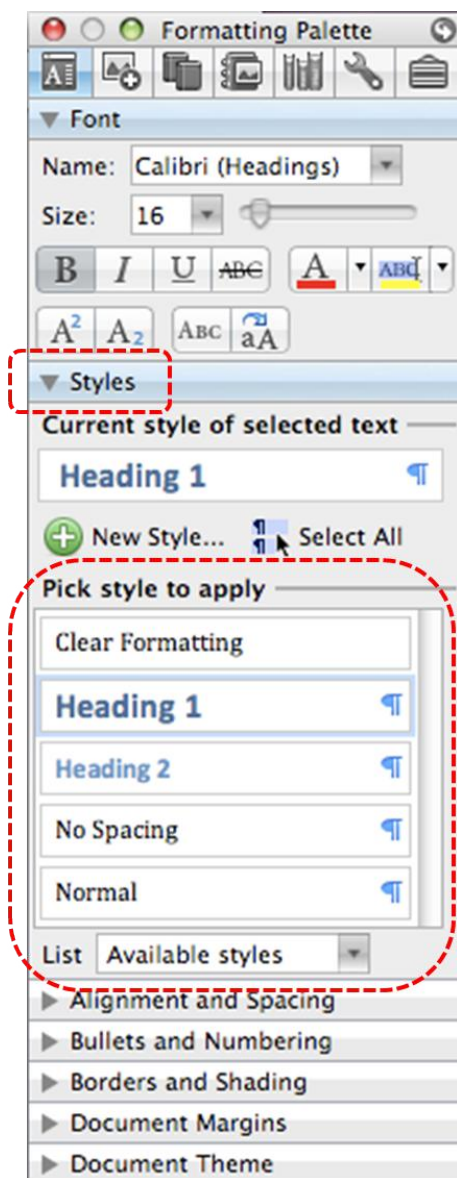 Formatting Palette
A
Font
Name: Calibri (Headings)
Size: 16
B I U ABC A ABC
A² A₂ ABC aA
Styles
Current style of selected text
Heading 1 ¶
New Style... ¶ ¶ Select All
Pick style to apply
Clear Formatting
Heading 1 ¶
Heading 2 ¶
No Spacing ¶
Normal ¶
List Available styles
Alignment and Spacing
Bullets and Numbering
Borders and Shading
Document Margins
Document Theme